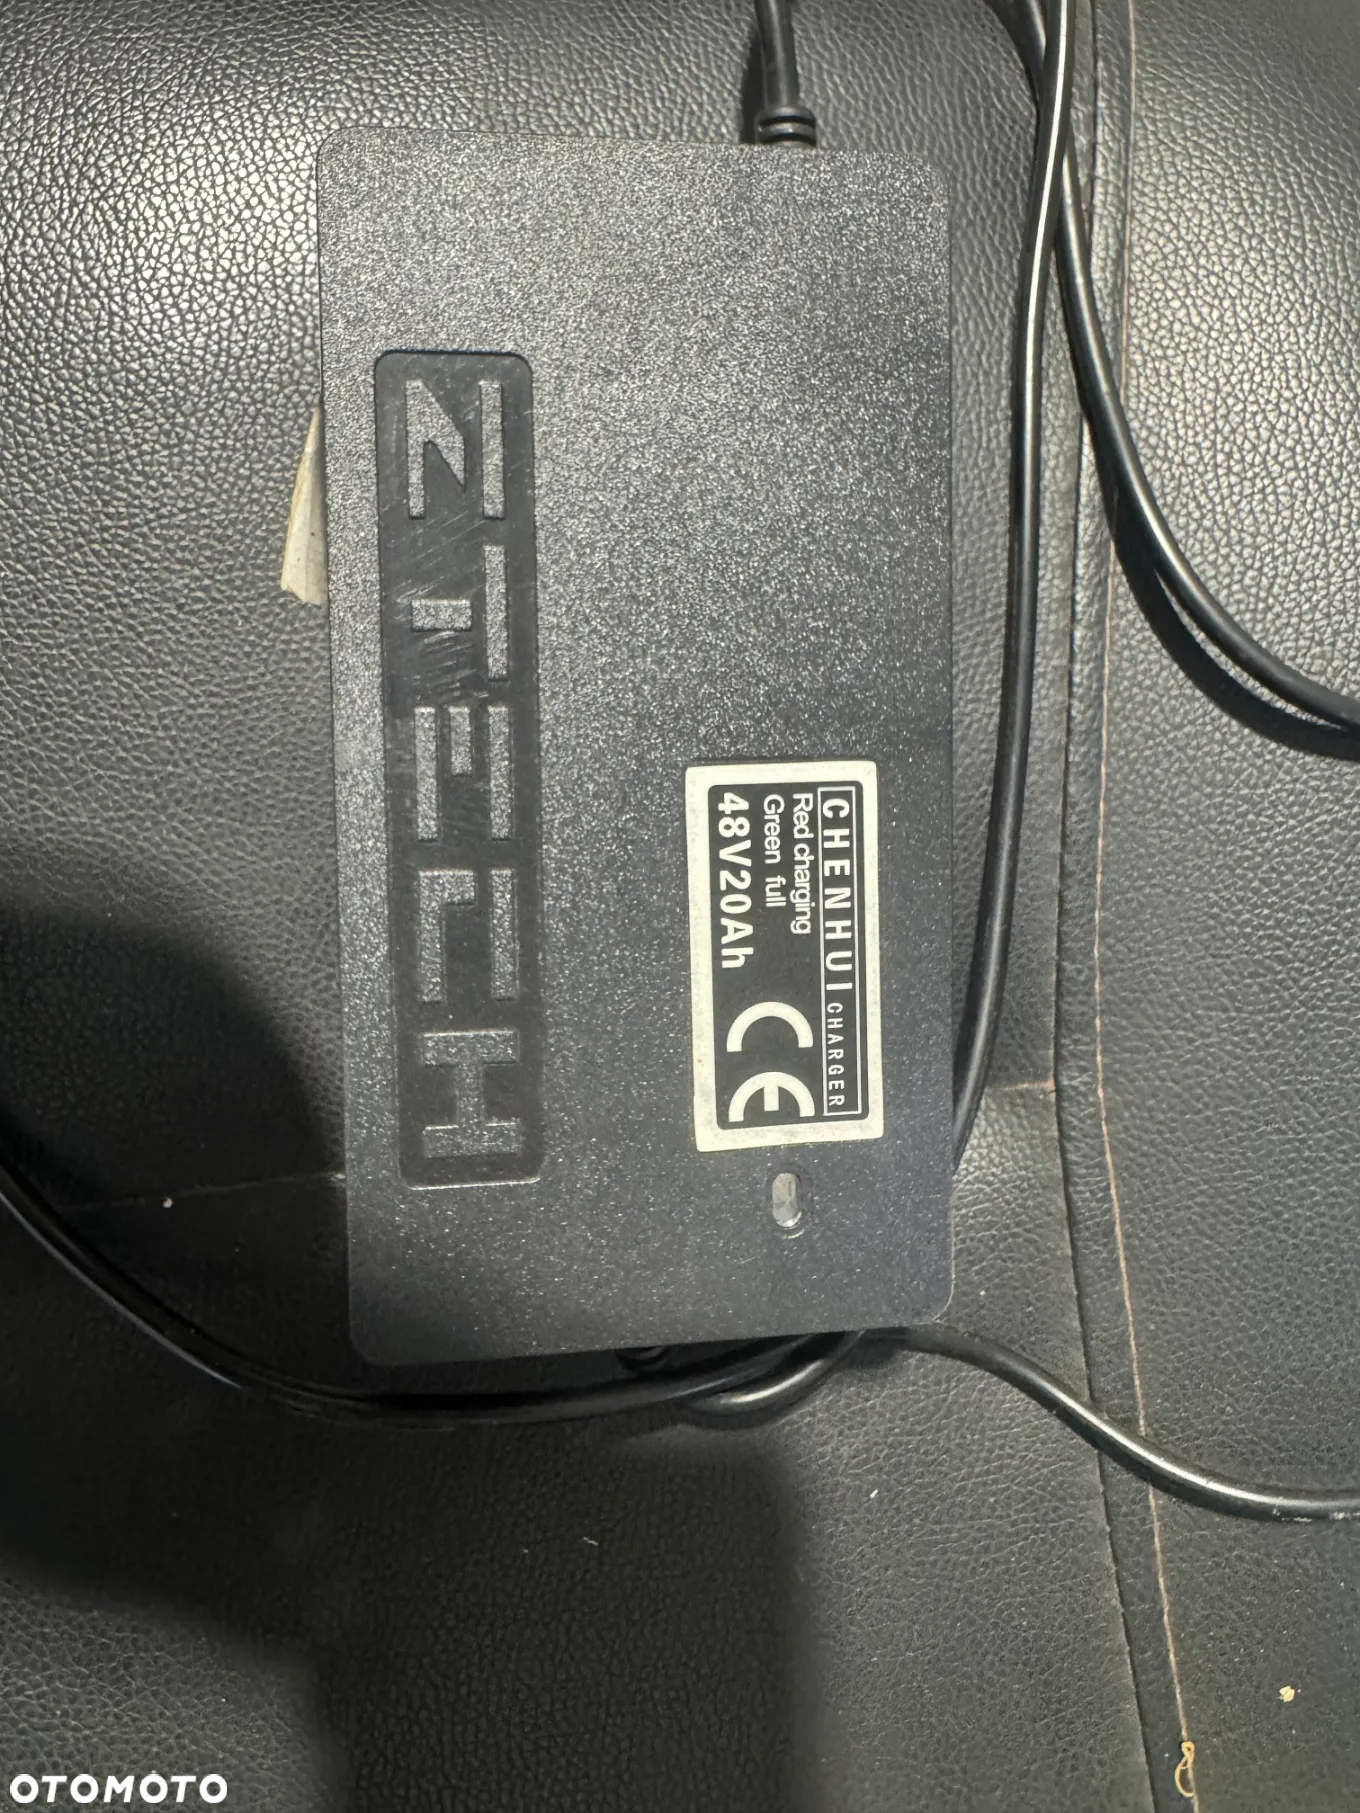 ZTECH
CHENHUI CHARGER
Red charging
Green full
48V20Ah
CE
OTOMOTO